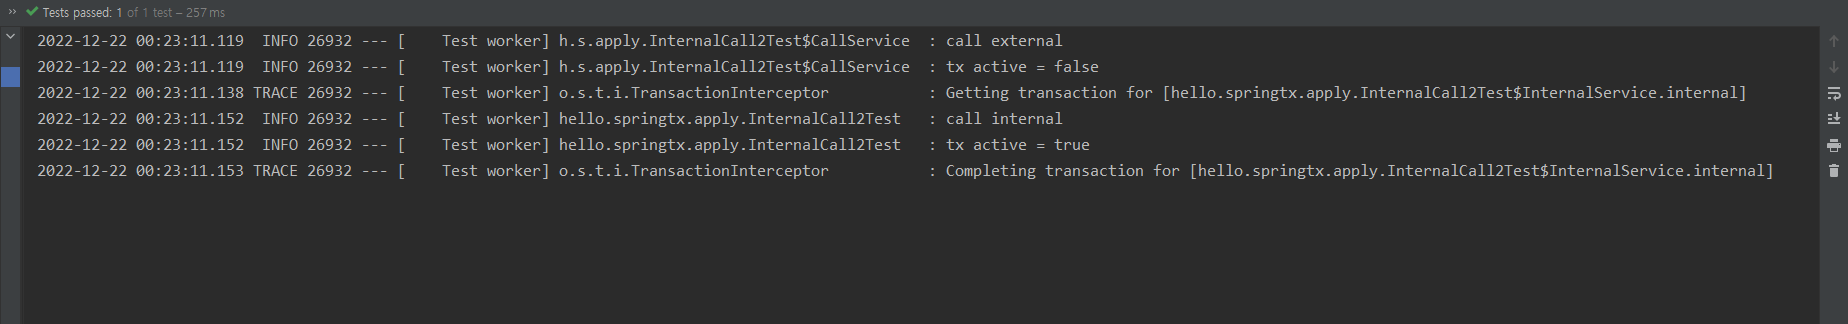 » Tests passed: 1 of 1 test – 257 ms
2022-12-22 00:23:11.119  INFO 26932 --- [    Test worker] h.s.apply.InternalCall2Test$CallService  : call external
2022-12-22 00:23:11.119  INFO 26932 --- [    Test worker] h.s.apply.InternalCall2Test$CallService  : tx active = false
2022-12-22 00:23:11.138 TRACE 26932 --- [    Test worker] o.s.t.i.TransactionInterceptor           : Getting transaction for [hello.springtx.apply.InternalCall2Test$InternalService.internal]
2022-12-22 00:23:11.152  INFO 26932 --- [    Test worker] hello.springtx.apply.InternalCall2Test   : call internal
2022-12-22 00:23:11.152  INFO 26932 --- [    Test worker] hello.springtx.apply.InternalCall2Test   : tx active = true
2022-12-22 00:23:11.153 TRACE 26932 --- [    Test worker] o.s.t.i.TransactionInterceptor           : Completing transaction for [hello.springtx.apply.InternalCall2Test$InternalService.internal]